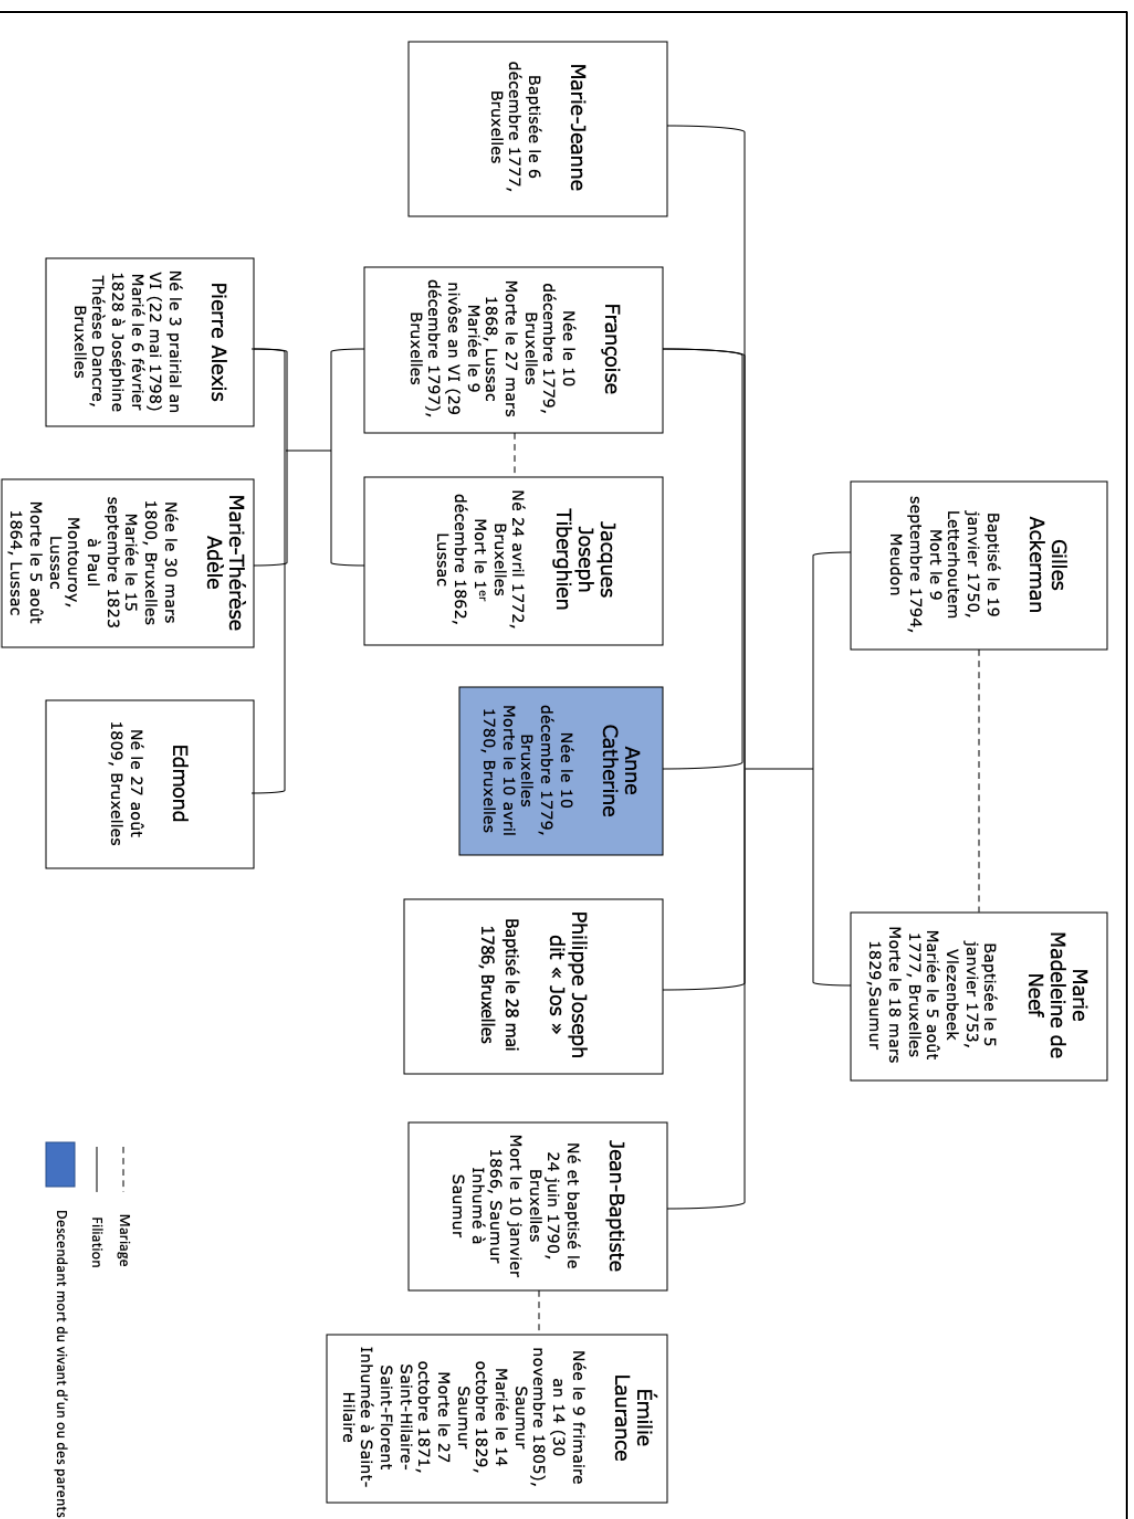 Gilles
Ackerman
Baptisé le 19
janvier 1750,
Letterhoutem
Mort le 9
septembre 1794,
Meudon
Marie
Madeleine de
Neef
Baptisée le 5
janvier 1753,
Vlezenbeek
Mariée le 5 août
1777, Bruxelles
Morte le 18 mars
1829,Saumur
Marie-Jeanne
Baptisée le 6
décembre 1777,
Bruxelles
Françoise
Née le 10
décembre 1779,
Bruxelles
Morte le 27 mars
1868, Lussac
Mariée le 9
nivôse an VI (29
décembre 1797),
Bruxelles
Jacques
Joseph
Tiberghien
Né 24 avril 1772,
Bruxelles
Mort le 1er
décembre 1862,
Lussac
Anne
Catherine
Née le 10
décembre 1779,
Bruxelles
Morte le 10 avril
1780, Bruxelles
Philippe Joseph
dit « Jos »
Baptisé le 28 mai
1786, Bruxelles
Jean-Baptiste
Né et baptisé le
24 juin 1790,
Bruxelles
Mort le 10 janvier
1866, Saumur
Inhumé à
Saumur
Émilie
Laurance
Née le 9 frimaire
an 14 (30
novembre 1805),
Saumur
Mariée le 14
octobre 1829,
Saumur
Morte le 27
octobre 1871,
Saint-Hilaire-
Saint-Florent
Inhumée à Saint-
Hilaire
Pierre Alexis
Né le 3 prairial an
VI (22 mai 1798)
Marié le 6 février
1828 à Joséphine
Thérèse Dancre,
Bruxelles
Marie-Thérèse
Adèle
Née le 30 mars
1800, Bruxelles
Mariée le 15
septembre 1823
à Paul
Montouroy,
Lussac
Morte le 5 août
1864, Lussac
Edmond
Né le 27 août
1809, Bruxelles
Mariage
Filiation
Descendant mort du vivant d'un ou des parents